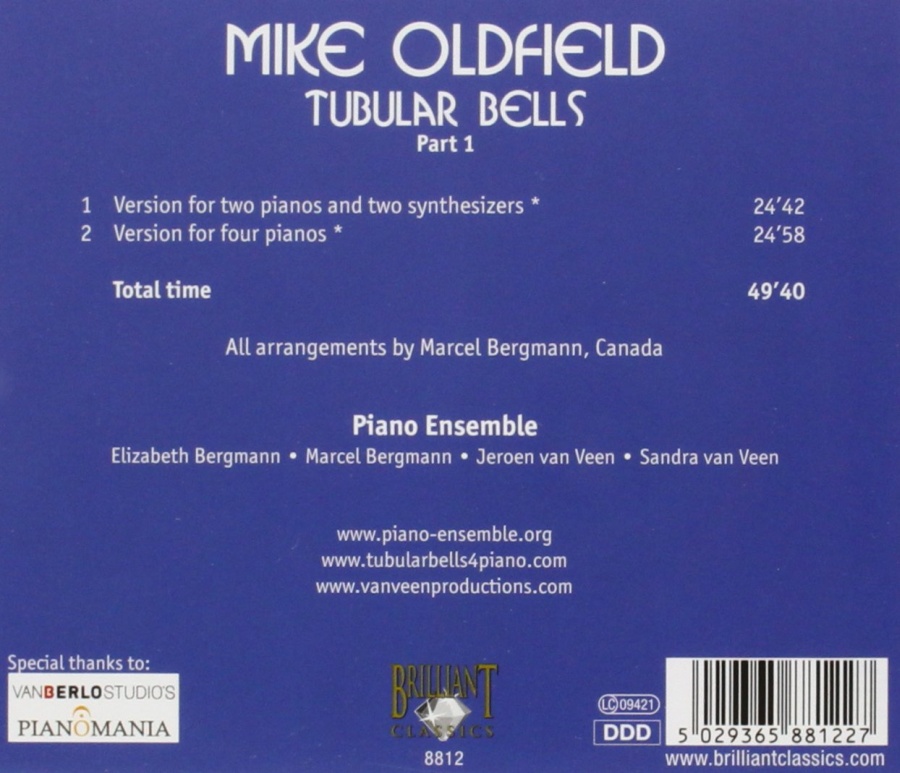 MIKE OLDFIELD
TUBULAR BELLS
Part 1
1 Version for two pianos and two synthesizers * 24'42
2 Version for four pianos * 24'58
Total time 49'40
All arrangements by Marcel Bergmann, Canada
Piano Ensemble
Elizabeth Bergmann • Marcel Bergmann • Jeroen van Veen • Sandra van Veen
www.piano-ensemble.org
www.tubularbells4piano.com
www.vanveenproductions.com
Special thanks to:
VANBERLOSTUDIO'S
PIANOMANIA
BRILLIANT
CLASSICS
8812
LC 09421
DDD
5 029365 881227
www.brilliantclassics.com